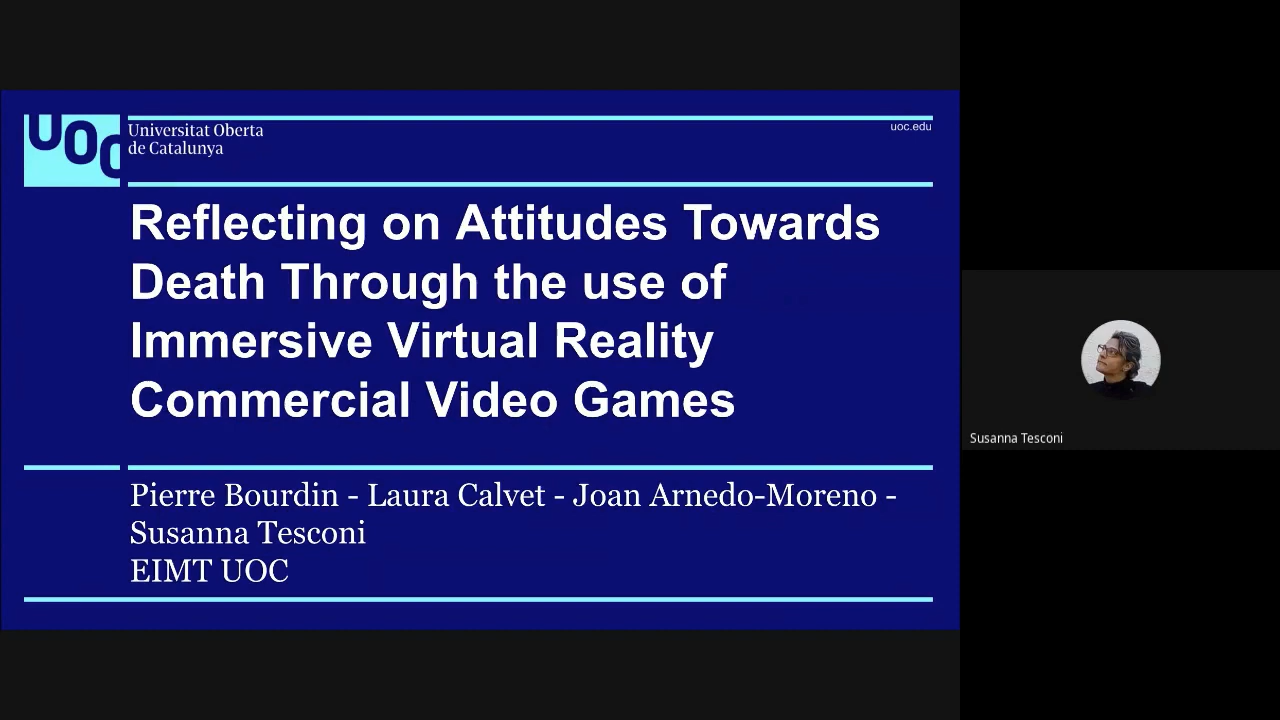 UOC
Universitat Oberta
de Catalunya
uoc.edu
Reflecting on Attitudes Towards
Death Through the use of
Immersive Virtual Reality
Commercial Video Games
Pierre Bourdin - Laura Calvet - Joan Arnedo-Moreno -
Susanna Tesconi
EIMT UOC
Susanna Tesconi